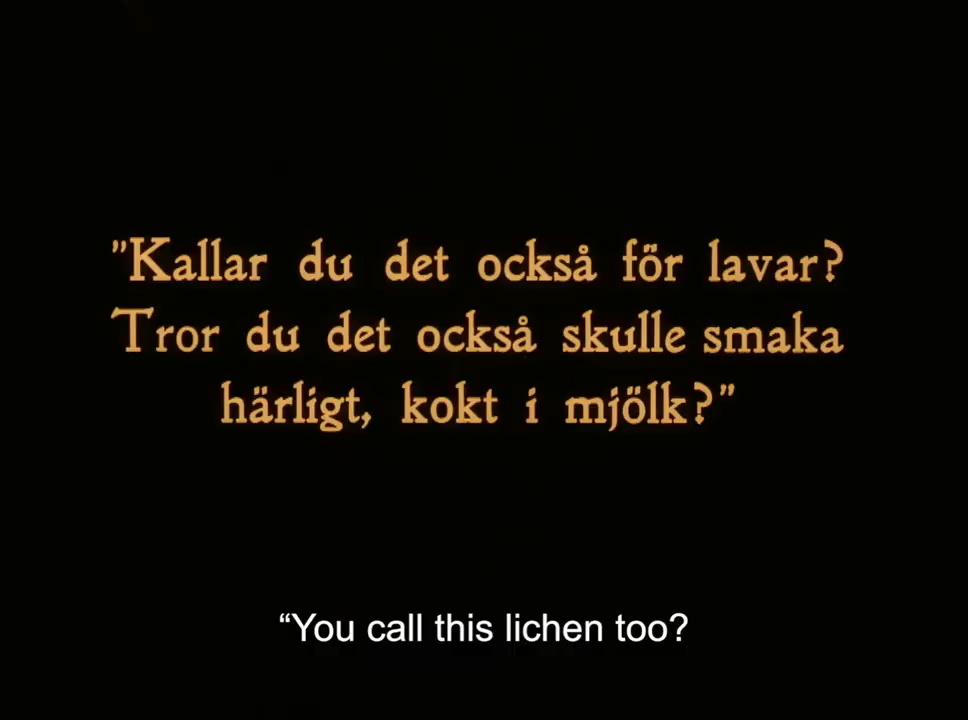 "Kallar du det också för lavar?
Tror du det också skulle smaka
härligt, kokt i mjölk?"
“You call this lichen too?